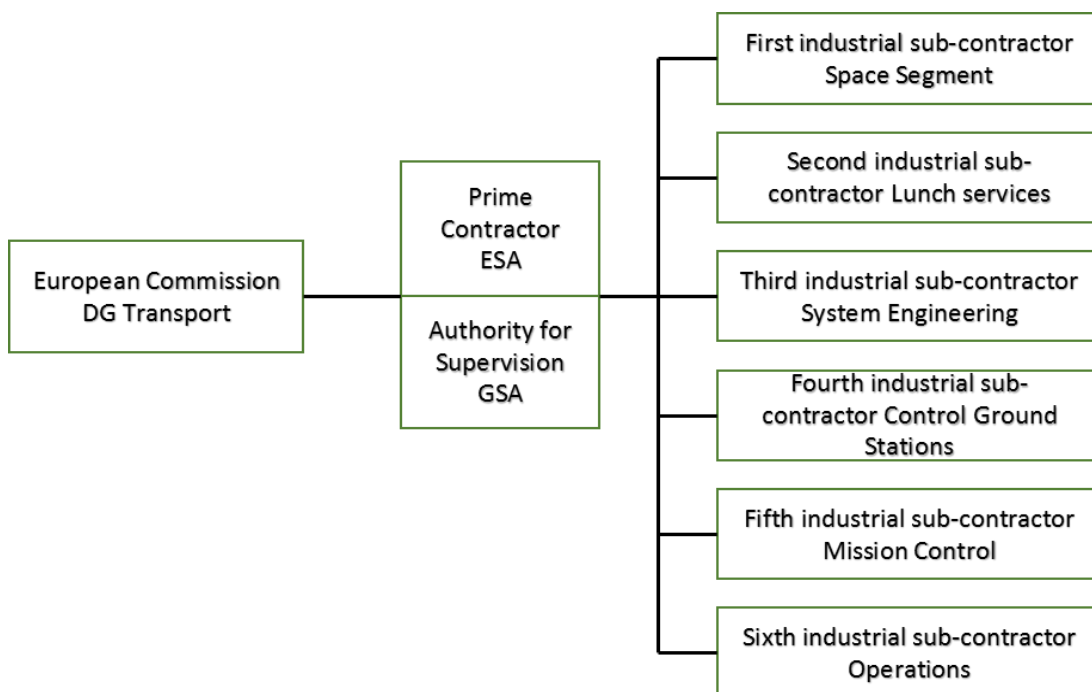 European Commission
DG Transport
Prime
Contractor
ESA
Authority for
Supervision
GSA
First industrial sub-contractor
Space Segment
Second industrial sub-
contractor Lunch services
Third industrial sub-contractor
System Engineering
Fourth industrial sub-
contractor Control Ground
Stations
Fifth industrial sub-contractor
Mission Control
Sixth industrial sub-contractor
Operations